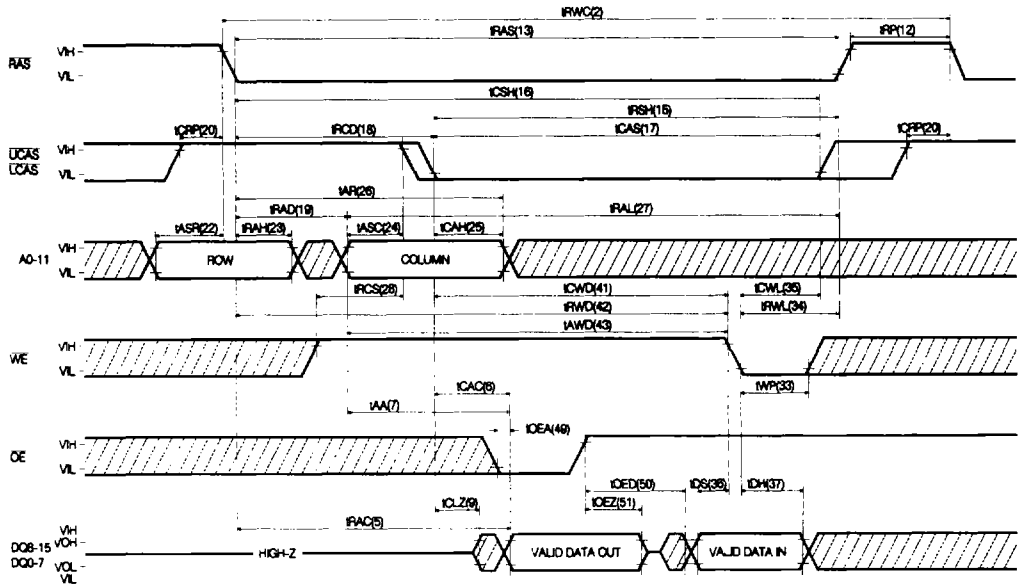 tRWC(2)
tRAS(13) tRP(12)
RAS VIH
VIL
tCSH(16)
tRSH(15)
tCRP(20) tRCD(18) tCAS(17) tCRP(20)
UCAS VIH
LCAS VIL
tAR(26)
tRAD(19) tRAL(27)
tASR(22) tRAH(23) tASC(24) tCAH(25)
A0-11 VIH ROW COLUMN
VIL
tRCS(28) tCWD(41) tCWL(35)
tRWD(42) tRWL(34)
tAWD(43)
WE VIH
VIL
tWP(33)
tCAC(6)
tAA(7)
tOEA(49)
OE VIH
VIL
tOED(50) tDS(36) tDH(37)
tCLZ(9) tOEZ(51)
tRAC(5)
VIH
DQ8-15 VOH
HIGH-Z VALID DATA OUT VALID DATA IN
DQ0-7 VOL
VIL